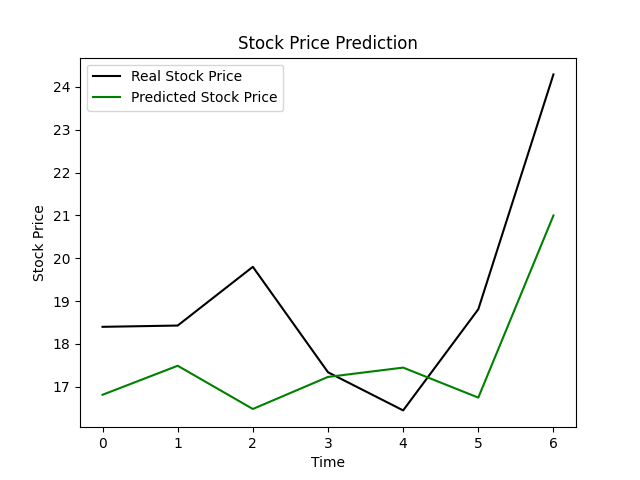 Stock Price Prediction
Real Stock Price
Predicted Stock Price
24
23
22
21
20
19
18
17
Stock Price
0 1 2 3 4 5 6
Time